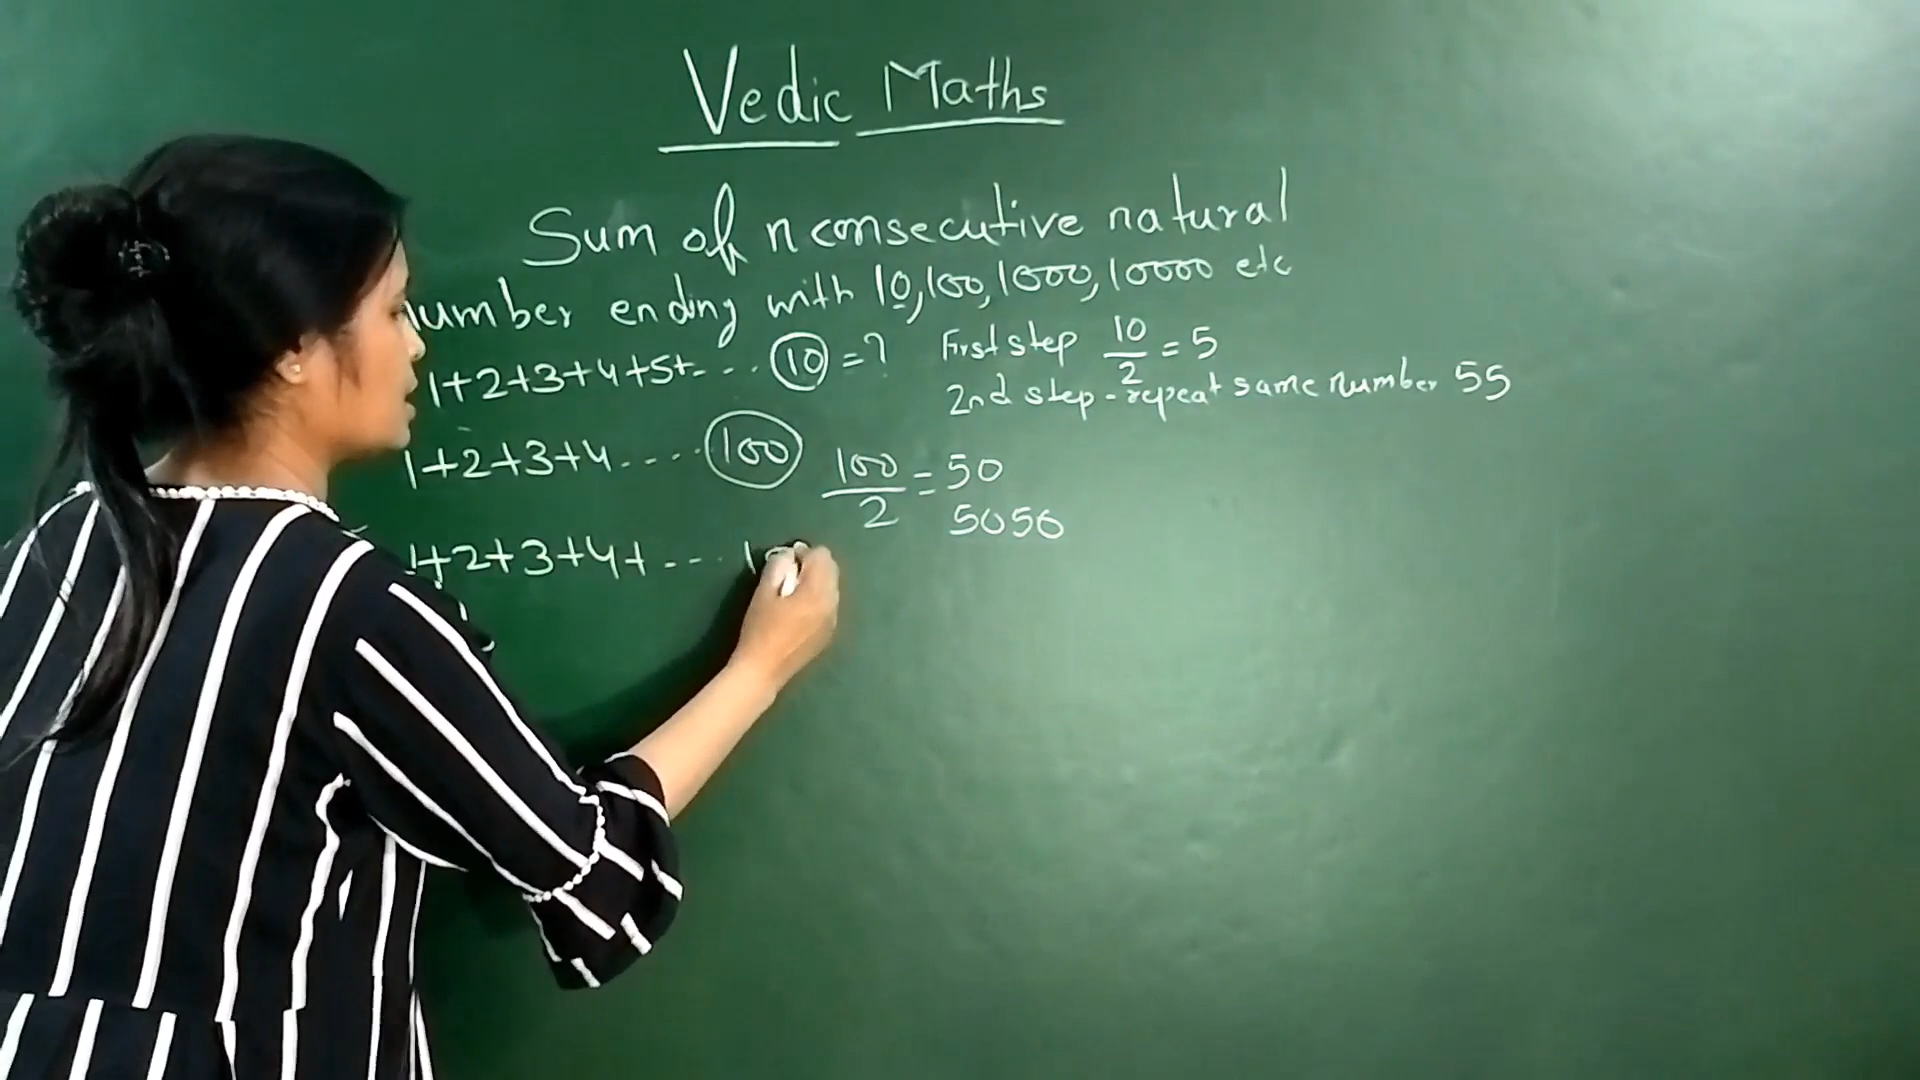 Vedic Maths
Sum of n consecutive natural
number ending with 10,100,1000,10000 etc
1+2+3+4+5+-... 10 =?
First step 10/2 = 5
2nd step - repeat same number 55
1+2+3+4.....100
100/2 = 50
5050
1+2+3+4+---.. 100